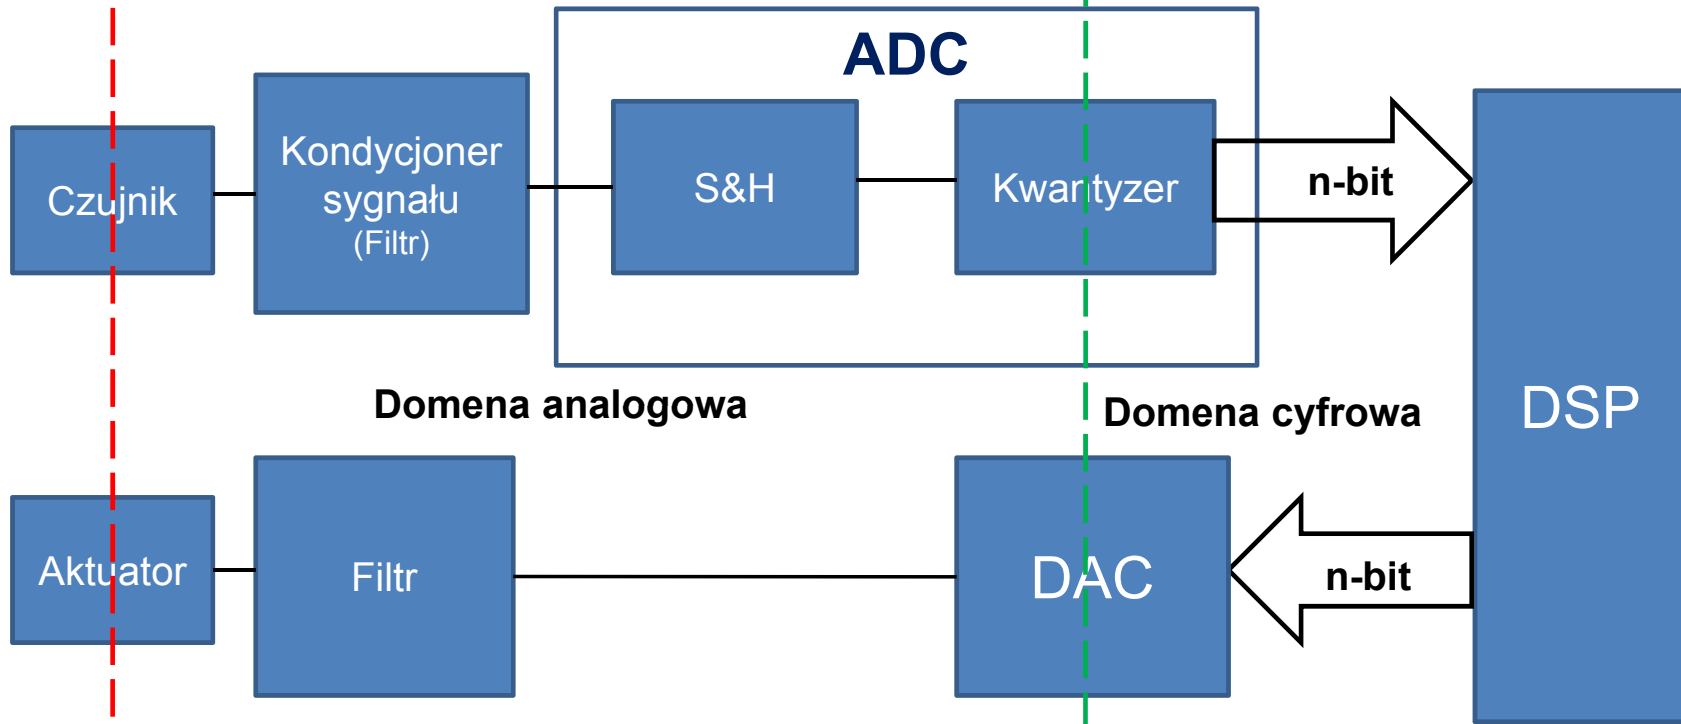 ADC
Czujnik
Kondycjoner
sygnału
(Filtr)
S&H
Kwantyzer
n-bit
Domena analogowa
Domena cyfrowa
DSP
Aktuator
Filtr
DAC
n-bit